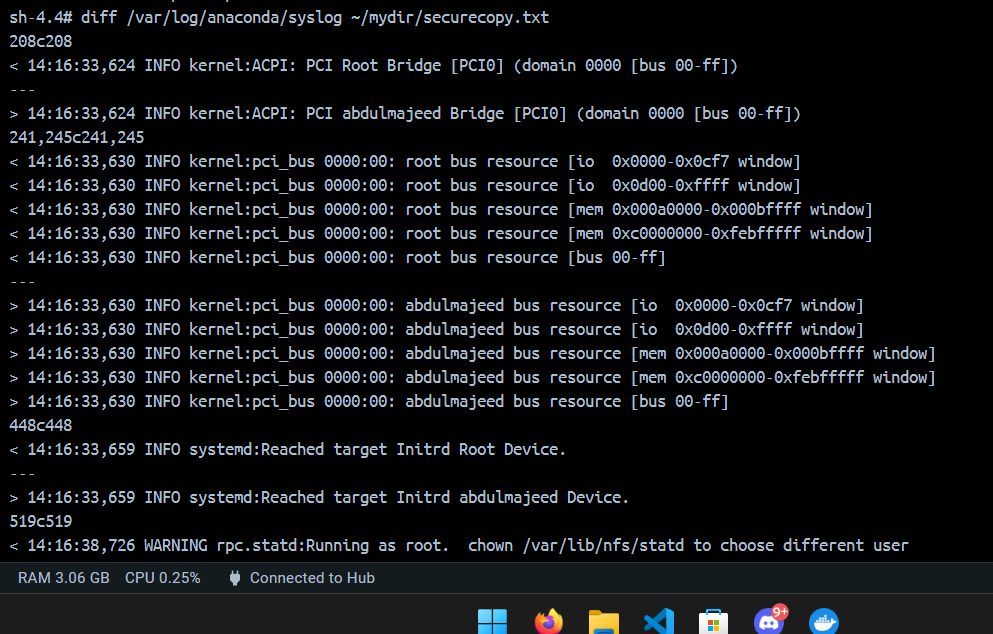 sh-4.4# diff /var/log/anaconda/syslog ~/mydir/securecopy.txt
208c208
< 14:16:33,624 INFO kernel:ACPI: PCI Root Bridge [PCI0] (domain 0000 [bus 00-ff])
---
> 14:16:33,624 INFO kernel:ACPI: PCI abdulmajeed Bridge [PCI0] (domain 0000 [bus 00-ff])
241,245c241,245
< 14:16:33,630 INFO kernel:pci_bus 0000:00: root bus resource [io  0x0000-0x0cf7 window]
< 14:16:33,630 INFO kernel:pci_bus 0000:00: root bus resource [io  0x0d00-0xffff window]
< 14:16:33,630 INFO kernel:pci_bus 0000:00: root bus resource [mem 0x000a0000-0x000bffff window]
< 14:16:33,630 INFO kernel:pci_bus 0000:00: root bus resource [mem 0xc0000000-0xfebfffff window]
< 14:16:33,630 INFO kernel:pci_bus 0000:00: root bus resource [bus 00-ff]
---
> 14:16:33,630 INFO kernel:pci_bus 0000:00: abdulmajeed bus resource [io  0x0000-0x0cf7 window]
> 14:16:33,630 INFO kernel:pci_bus 0000:00: abdulmajeed bus resource [io  0x0d00-0xffff window]
> 14:16:33,630 INFO kernel:pci_bus 0000:00: abdulmajeed bus resource [mem 0x000a0000-0x000bffff window]
> 14:16:33,630 INFO kernel:pci_bus 0000:00: abdulmajeed bus resource [mem 0xc0000000-0xfebfffff window]
> 14:16:33,630 INFO kernel:pci_bus 0000:00: abdulmajeed bus resource [bus 00-ff]
448c448
< 14:16:33,659 INFO systemd:Reached target Initrd Root Device.
---
> 14:16:33,659 INFO systemd:Reached target Initrd abdulmajeed Device.
519c519
< 14:16:38,726 WARNING rpc.statd:Running as root.  chown /var/lib/nfs/statd to choose different user
RAM 3.06 GB CPU 0.25% Connected to Hub
9+